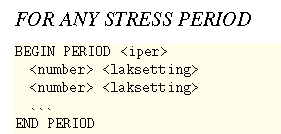 FOR ANY STRESS PERIOD
BEGIN PERIOD <iper>
<number> <laksetting>
<number> <laksetting>
...
END PERIOD